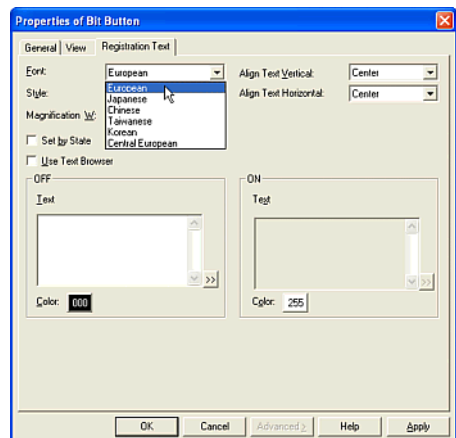 Properties of Bit Button
General View Registration Text
Font: European Align Text Vertical: Center
European
Style: Japanese Align Text Horizontal: Center
Chinese
Magnification W: Taiwanese
Korean
Set by State Central European
Use Text Browser
OFF ON
Text Text
>> >>
Color: 000 Color: 255
OK Cancel Advanced > Help Apply